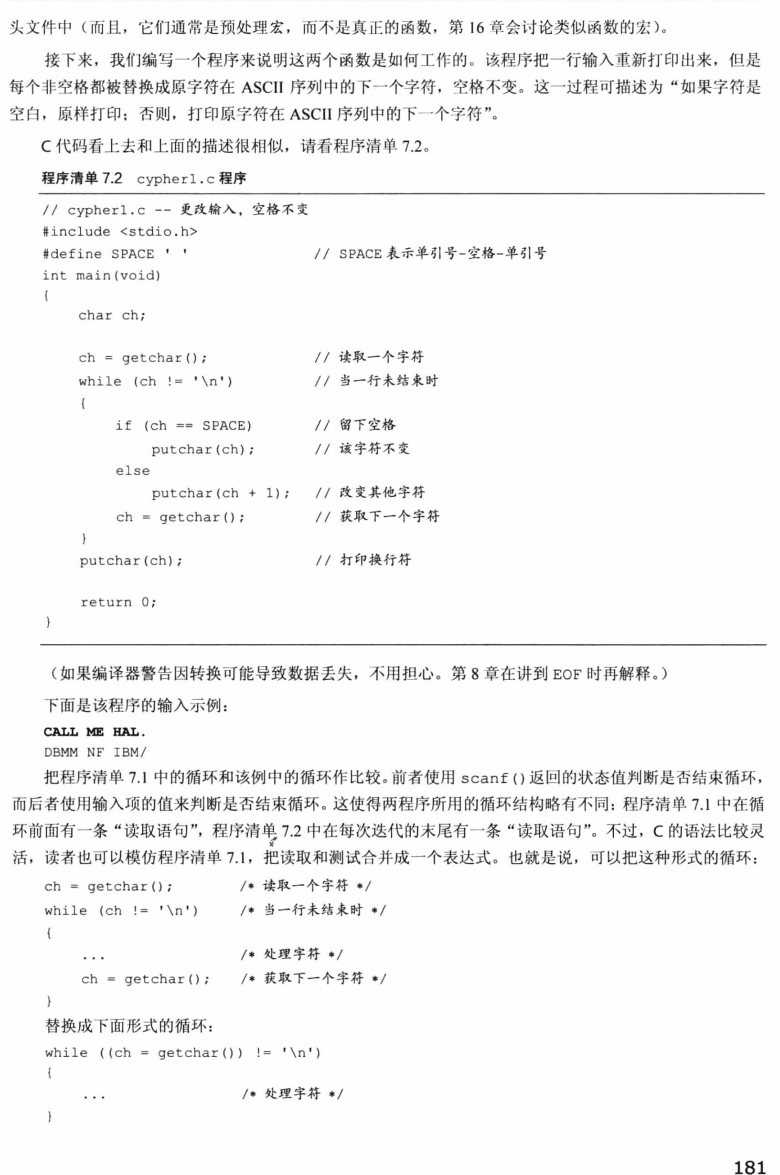 头文件中（而且，它们通常是预处理宏，而不是真正的函数，第 16 章会讨论类似函数的宏）。
接下来，我们编写一个程序来说明这两个函数是如何工作的。该程序把一行输入重新打印出来，但是
每个非空格都被替换成原字符在 ASCII 序列中的下一个字符，空格不变。这一过程可描述为“如果字符是
空白，原样打印；否则，打印原字符在 ASCII 序列中的下一个字符”。
C 代码看上去和上面的描述很相似，请看程序清单 7.2。
程序清单 7.2 cypher1.c 程序
// cypher1.c -- 更改输入，空格不变
#include <stdio.h>
#define SPACE ' ' // SPACE 表示单引号-空格-单引号
int main(void)
{
char ch;
ch = getchar(); // 读取一个字符
while (ch != '\n') // 当一行未结束时
{
if (ch == SPACE) // 留下空格
putchar(ch); // 该字符不变
else
putchar(ch + 1); // 改变其他字符
ch = getchar(); // 获取下一个字符
}
putchar(ch); // 打印换行符
return 0;
}
（如果编译器警告因转换可能导致数据丢失，不用担心。第 8 章在讲到 EOF 时再解释。）
下面是该程序的输入示例：
CALL ME HAL.
DBMM NF IBM/
把程序清单 7.1 中的循环和该例中的循环作比较。前者使用 scanf()返回的状态值判断是否结束循环，
而后者使用输入项的值来判断是否结束循环。这使得两程序所用的循环结构略有不同：程序清单 7.1 中在循
环前面有一条“读取语句”，程序清单 7.2 中在每次迭代的末尾有一条“读取语句”。不过，C 的语法比较灵
活，读者也可以模仿程序清单 7.1，把读取和测试合并成一个表达式。也就是说，可以把这种形式的循环：
ch = getchar(); /* 读取一个字符 */
while (ch != '\n') /* 当一行未结束时 */
{
... /* 处理字符 */
ch = getchar(); /* 获取下一个字符 */
}
替换成下面形式的循环：
while ((ch = getchar()) != '\n')
{
... /* 处理字符 */
}
181